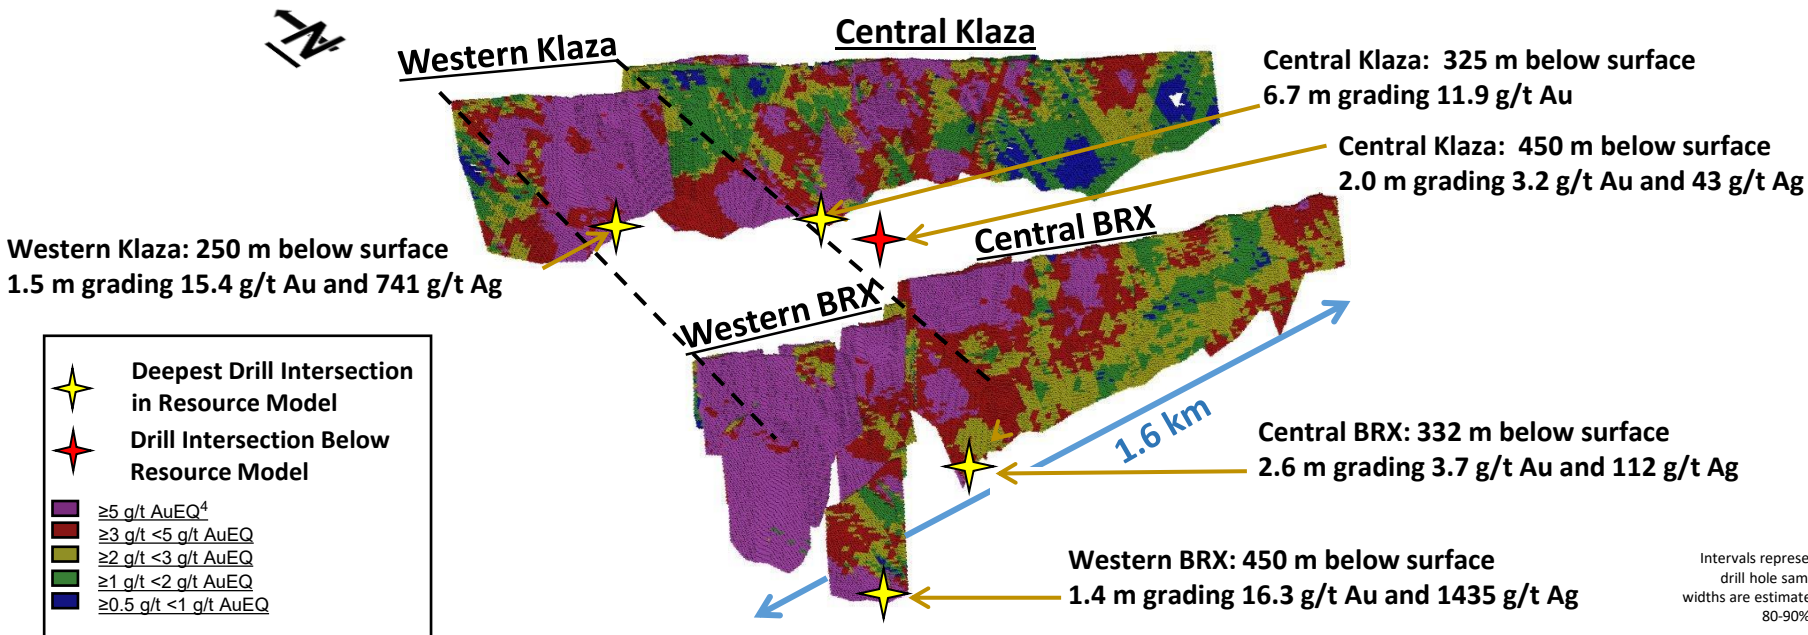 N
Western Klaza
Central Klaza
Central Klaza: 325 m below surface
6.7 m grading 11.9 g/t Au
Central Klaza: 450 m below surface
2.0 m grading 3.2 g/t Au and 43 g/t Ag
Western Klaza: 250 m below surface
1.5 m grading 15.4 g/t Au and 741 g/t Ag
Central BRX
Western BRX
Deepest Drill Intersection
in Resource Model
Drill Intersection Below
Resource Model
≥5 g/t AuEQ⁴
≥3 g/t <5 g/t AuEQ
≥2 g/t <3 g/t AuEQ
≥1 g/t <2 g/t AuEQ
≥0.5 g/t <1 g/t AuEQ
1.6 km
Central BRX: 332 m below surface
2.6 m grading 3.7 g/t Au and 112 g/t Ag
Western BRX: 450 m below surface
1.4 m grading 16.3 g/t Au and 1435 g/t Ag
Intervals
drill hole
widths are
80-90%